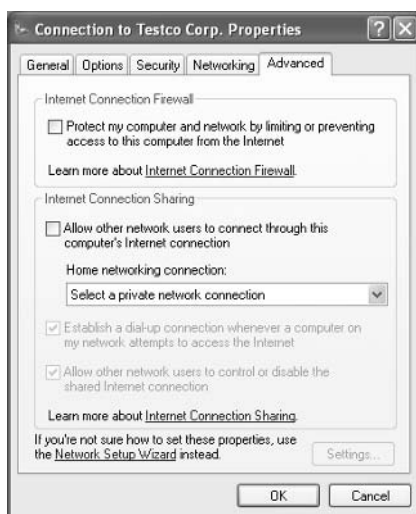 Connection to Testco Corp. Properties
General Options Security Networking Advanced
Internet Connection Firewall
Protect my computer and network by limiting or preventing
access to this computer from the Internet
Learn more about Internet Connection Firewall.
Internet Connection Sharing
Allow other network users to connect through this
computer's Internet connection
Home networking connection:
Select a private network connection
Establish a dial-up connection whenever a computer on
my network attempts to access the Internet
Allow other network users to control or disable the
shared Internet connection
Learn more about Internet Connection Sharing.
If you're not sure how to set these properties, use
the Network Setup Wizard instead.
Settings...
OK Cancel